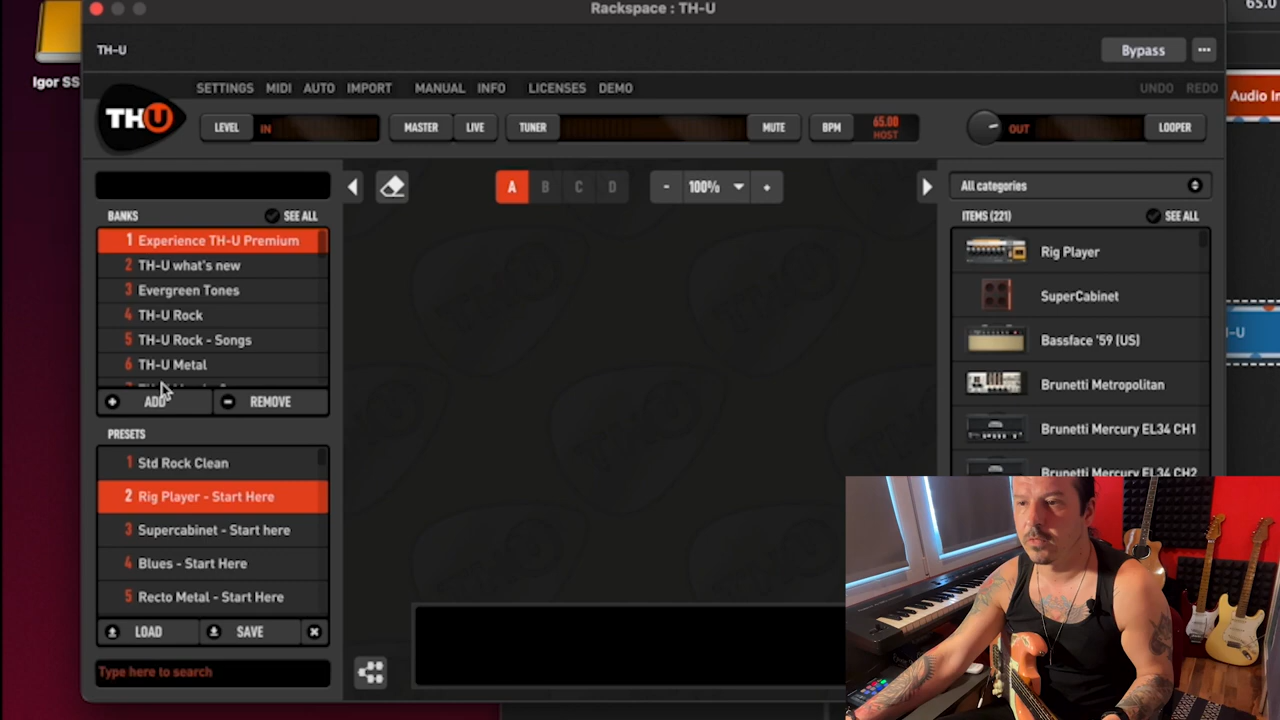 Rackspace : TH-U
65.0
Igor SS
TH-U
Bypass
...
SETTINGS MIDI AUTO IMPORT MANUAL INFO LICENSES DEMO UNDO REDO
Audio In
THU
LEVEL IN MASTER LIVE TUNER MUTE BPM 65.00 HOST OUT LOOPER
A B C D - 100% +
All categories
BANKS SEE ALL
ITEMS (221) SEE ALL
1 Experience TH-U Premium
2 TH-U what's new
3 Evergreen Tones
4 TH-U Rock
5 TH-U Rock - Songs
6 TH-U Metal
ADD REMOVE
PRESETS
1 Std Rock Clean
2 Rig Player - Start Here
3 Supercabinet - Start here
4 Blues - Start Here
5 Recto Metal - Start Here
LOAD SAVE
Type here to search
Rig Player
SuperCabinet
Bassface '59 (US)
Brunetti Metropolitan
Brunetti Mercury EL34 CH1
Brunetti Mercury EL34 CH2
-U